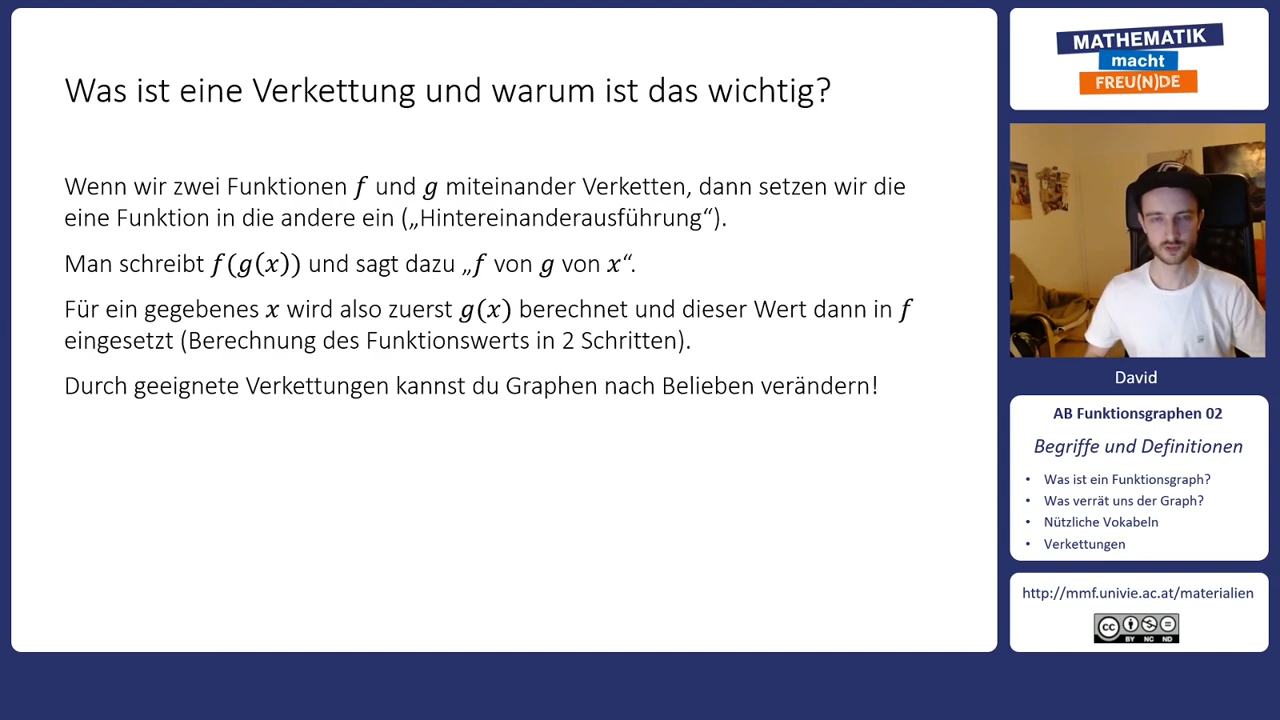 Was ist eine Verkettung und warum ist das wichtig?
Wenn wir zwei Funktionen f und g miteinander Verketten, dann setzen wir die
eine Funktion in die andere ein („Hintereinanderausführung“).
Man schreibt f(g(x)) und sagt dazu „f von g von x“.
Für ein gegebenes x wird also zuerst g(x) berechnet und dieser Wert dann in f
eingesetzt (Berechnung des Funktionswerts in 2 Schritten).
Durch geeignete Verkettungen kannst du Graphen nach Belieben verändern!
MATHEMATIK
macht
FREU(N)DE
David
AB Funktionsgraphen 02
Begriffe und Definitionen
• Was ist ein Funktionsgraph?
• Was verrät uns der Graph?
• Nützliche Vokabeln
• Verkettungen
http://mmf.univie.ac.at/materialien
CC BY NC ND